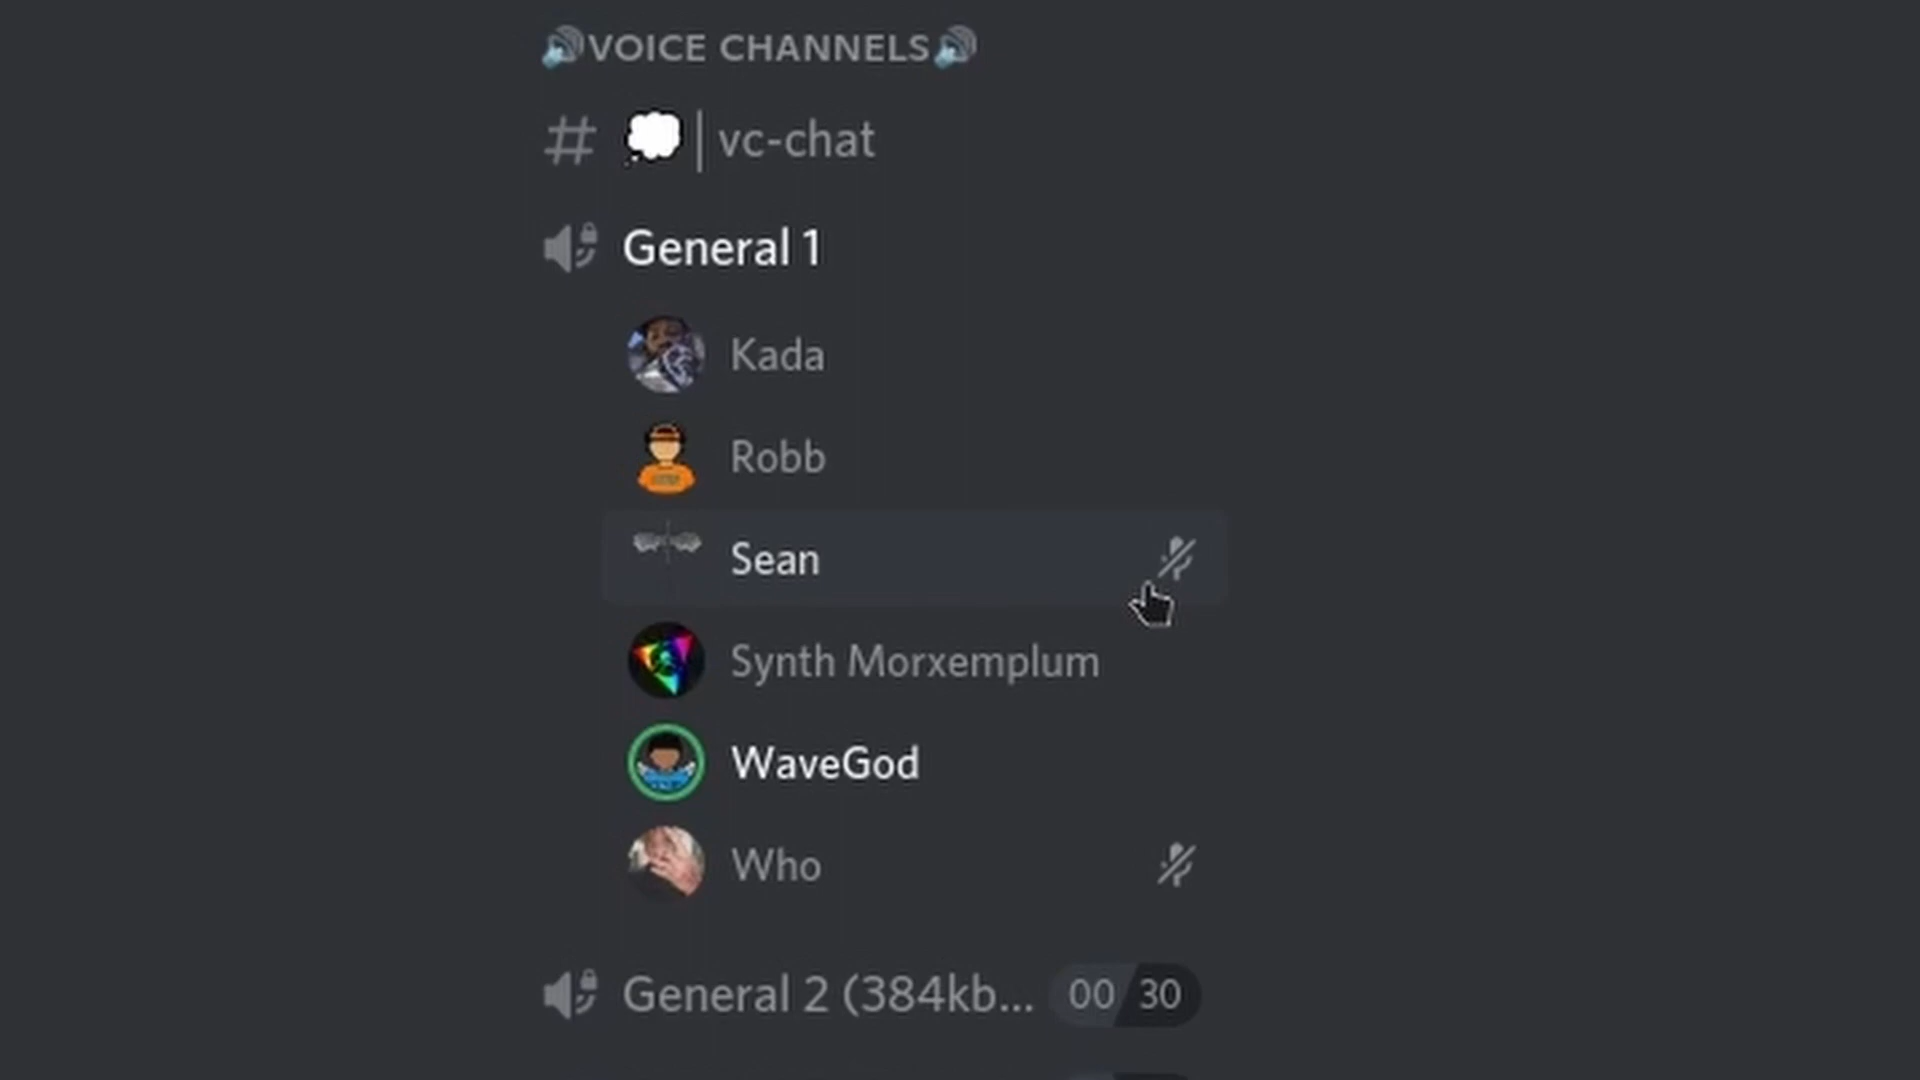 VOICE CHANNELS
vc-chat
General 1
Kada
Robb
Sean
Synth Morxemplum
WaveGod
Who
General 2 (384kb... 00 30